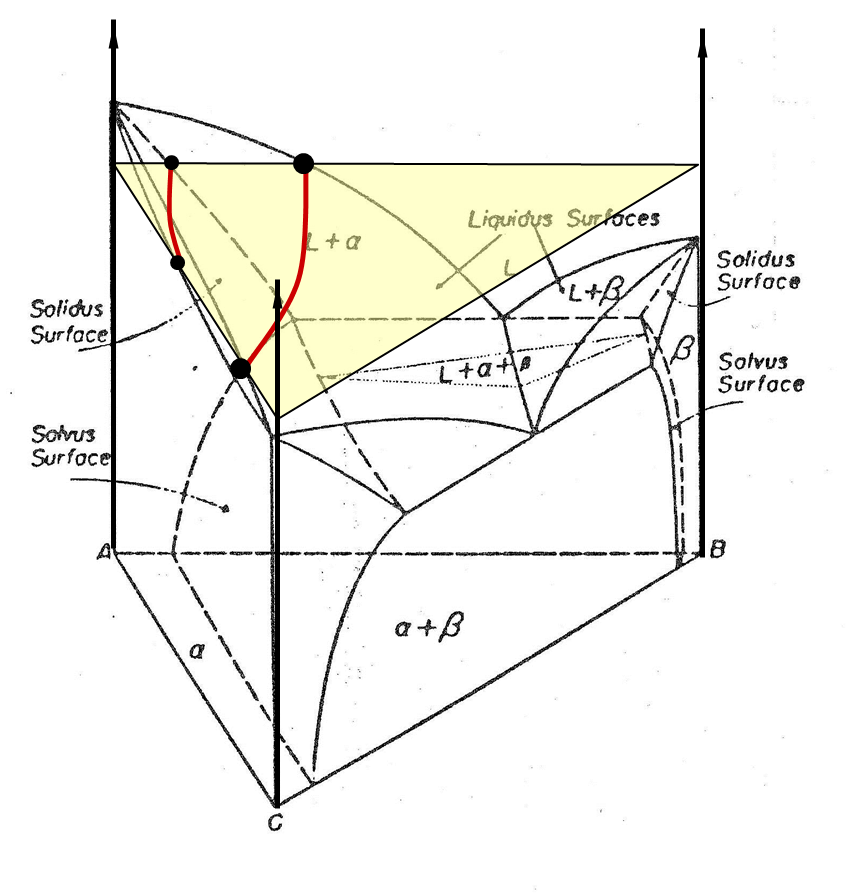 Liquidus Surfaces
L + α
L
Solidus
Surface
L+β
Solidus
Surface
β
L+α+β
Solvus
Surface
Solvus
Surface
A
B
α
α+β
C